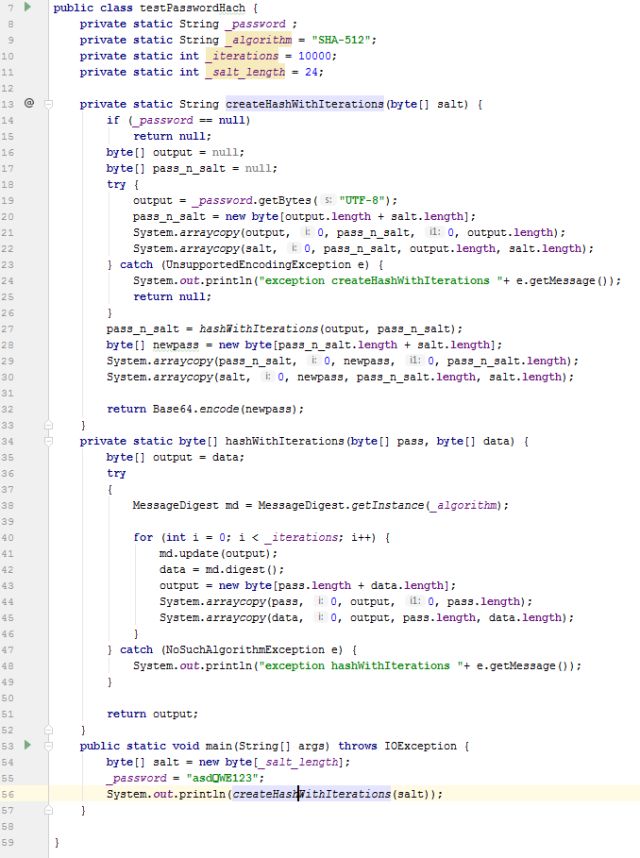 7 public class testPasswordHach {
8 private static String _password ;
9 private static String _algorithm = "SHA-512";
10 private static int _iterations = 10000;
11 private static int _salt_length = 24;
12
13 @ private static String createHashWithIterations(byte[] salt) {
14 if (_password == null)
15 return null;
16 byte[] output = null;
17 byte[] pass_n_salt = null;
18 try {
19 output = _password.getBytes( s: "UTF-8");
20 pass_n_salt = new byte[output.length + salt.length];
21 System.arraycopy(output, i: 0, pass_n_salt, i1: 0, output.length);
22 System.arraycopy(salt, i: 0, pass_n_salt, output.length, salt.length);
23 } catch (UnsupportedEncodingException e) {
24 System.out.println("exception createHashWithIterations "+ e.getMessage());
25 return null;
26 }
27 pass_n_salt = hashWithIterations(output, pass_n_salt);
28 byte[] newpass = new byte[pass_n_salt.length + salt.length];
29 System.arraycopy(pass_n_salt, i: 0, newpass, i1: 0, pass_n_salt.length);
30 System.arraycopy(salt, i: 0, newpass, pass_n_salt.length, salt.length);
31
32 return Base64.encode(newpass);
33 }
34 private static byte[] hashWithIterations(byte[] pass, byte[] data) {
35 byte[] output = data;
36 try
37 {
38 MessageDigest md = MessageDigest.getInstance(_algorithm);
39
40 for (int i = 0; i < _iterations; i++) {
41 md.update(output);
42 data = md.digest();
43 output = new byte[pass.length + data.length];
44 System.arraycopy(pass, i: 0, output, i1: 0, pass.length);
45 System.arraycopy(data, i: 0, output, pass.length, data.length);
46 }
47 } catch (NoSuchAlgorithmException e) {
48 System.out.println("exception hashWithIterations "+ e.getMessage());
49 }
50
51 return output;
52 }
53 public static void main(String[] args) throws IOException {
54 byte[] salt = new byte[_salt_length];
55 _password = "asdQWE123";
56 System.out.println(createHashWithIterations(salt));
57 }
58
59 }